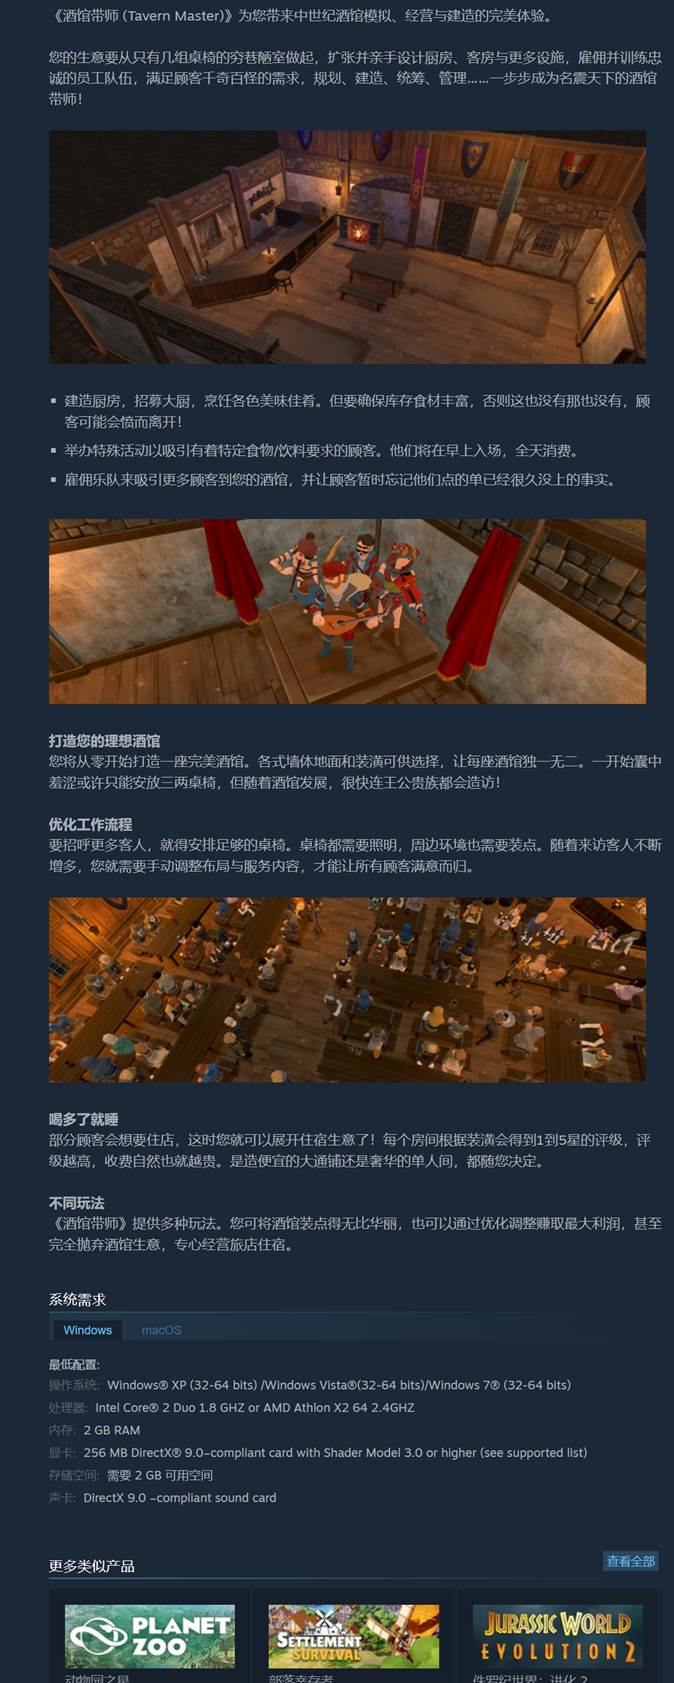 《酒馆带师 (Tavern Master)》为您带来中世纪酒馆模拟、经营与建造的完美体验。
您的生意要从只有几组桌椅的穷巷陋室做起，扩张并亲手设计厨房、客房与更多设施，雇佣并训练忠
诚的员工队伍，满足顾客千奇百怪的需求，规划、建造、统筹、管理……一步步成为名震天下的酒馆
带师！
▪ 建造厨房，招募大厨，烹饪各色美味佳肴。但要确保库存食材丰富，否则这也没有那也没有，顾
客可能会愤而离开！
▪ 举办特殊活动以吸引有着特定食物/饮料要求的顾客。他们将在早上入场，全天消费。
▪ 雇佣乐队来吸引更多顾客到您的酒馆，并让顾客暂时忘记他们点的单已经很久没上的事实。
打造您的理想酒馆
您将从零开始打造一座完美酒馆。各式墙体地面和装潢可供选择，让每座酒馆独一无二。一开始囊中
羞涩或许只能安放三两桌椅，但随着酒馆发展，很快连王公贵族都会造访！
优化工作流程
要招呼更多客人，就得安排足够的桌椅。桌椅都需要照明，周边环境也需要装点。随着来访客人不断
增多，您就需要手动调整布局与服务内容，才能让所有顾客满意而归。
+11
喝多了就睡
部分顾客会想要住店，这时您就可以展开住宿生意了！每个房间根据装潢会得到1到5星的评级，评
级越高，收费自然也就越贵。是造便宜的大通铺还是奢华的单人间，都随您决定。
不同玩法
《酒馆带师》提供多种玩法。您可将酒馆装点得无比华丽，也可以通过优化调整赚取最大利润，甚至
完全抛弃酒馆生意，专心经营旅店住宿。
系统需求
Windows macOS
最低配置:
操作系统: Windows® XP (32-64 bits) /Windows Vista®(32-64 bits)/Windows 7® (32-64 bits)
处理器: Intel Core® 2 Duo 1.8 GHZ or AMD Athlon X2 64 2.4GHZ
内存: 2 GB RAM
显卡: 256 MB DirectX® 9.0-compliant card with Shader Model 3.0 or higher (see supported list)
存储空间: 需要 2 GB 可用空间
声卡: DirectX 9.0 -compliant sound card
更多类似产品 查看全部
PLANET ZOO
SETTLEMENT SURVIVAL
JURASSIC WORLD EVOLUTION 2
动物园之星 部落幸存者 侏罗纪世界：进化 2